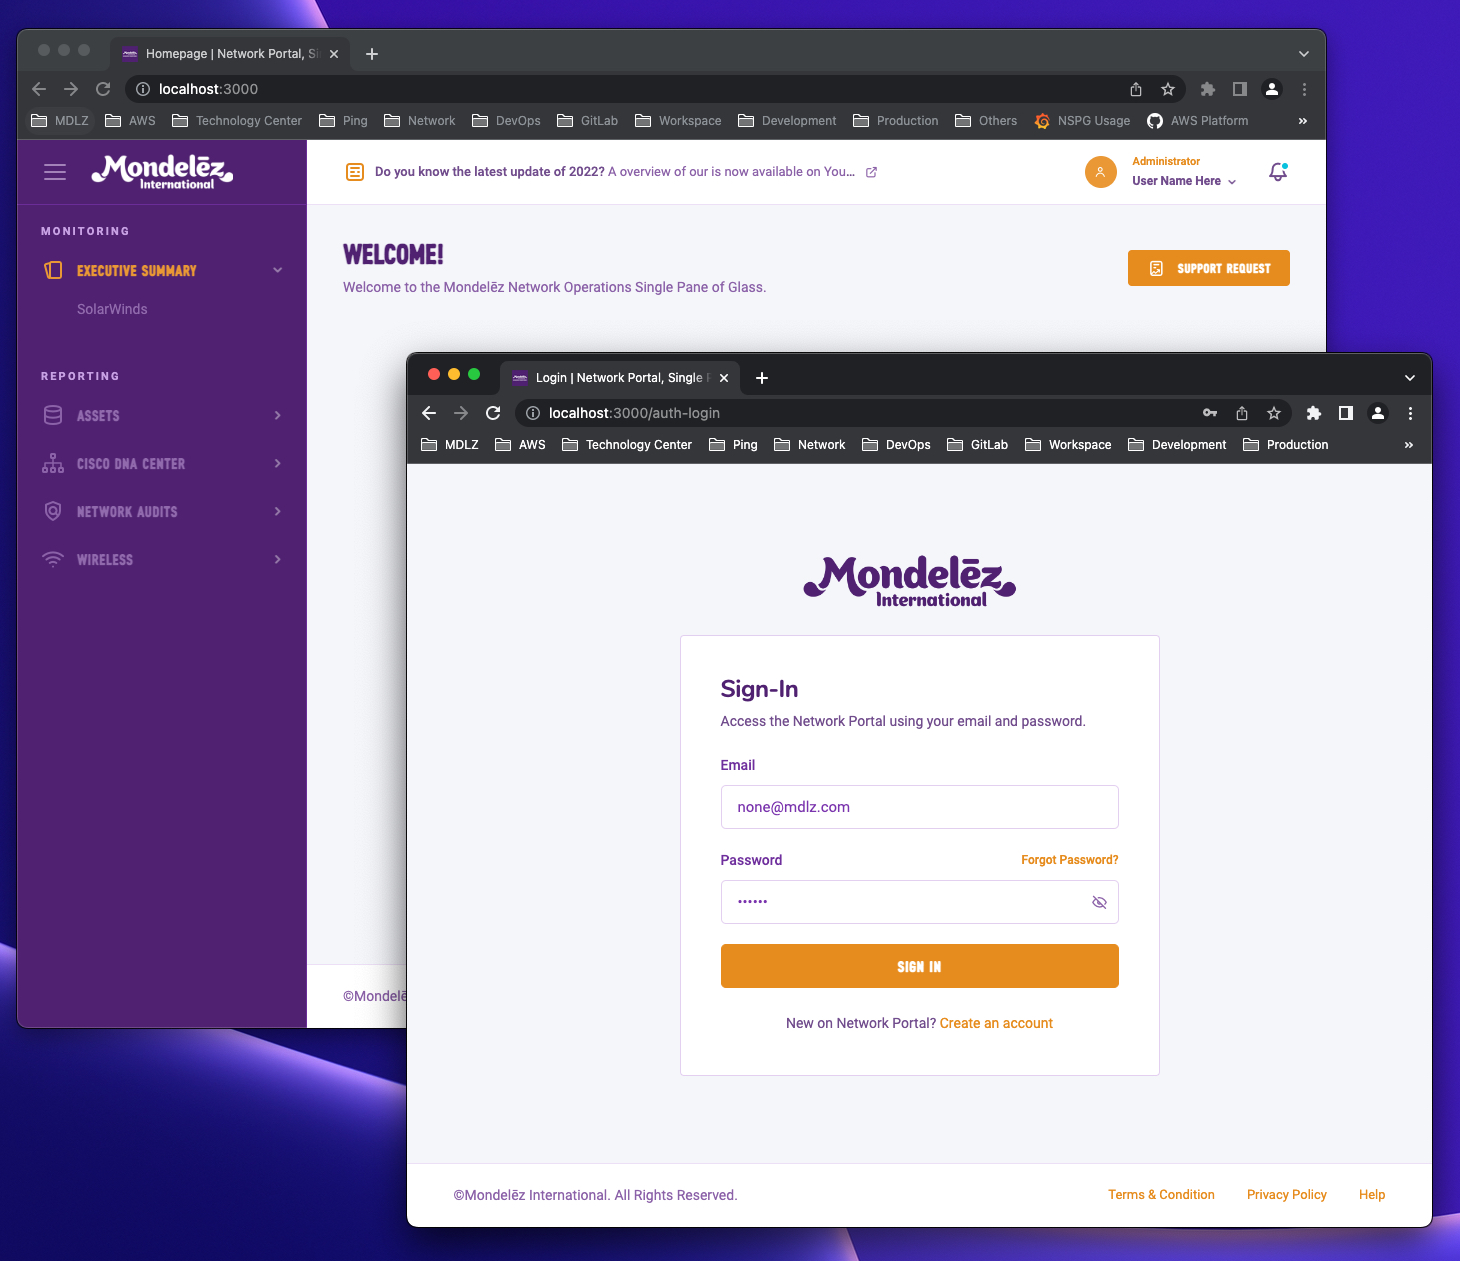 Homepage | Network Portal, Si
localhost:3000
MDLZ AWS Technology Center Ping Network DevOps GitLab Workspace Development Production Others NSPG Usage AWS Platform »
Mondelēz
International
Do you know the latest update of 2022? A overview of our is now available on You...
Administrator
User Name Here
MONITORING
EXECUTIVE SUMMARY
SolarWinds
REPORTING
ASSETS
CISCO DNA CENTER
NETWORK AUDITS
WIRELESS
WELCOME!
Welcome to the Mondelēz Network Operations Single Pane of Glass.
SUPPORT REQUEST
©Mondelē
Login | Network Portal, Single P
localhost:3000/auth-login
MDLZ AWS Technology Center Ping Network DevOps GitLab Workspace Development Production »
Mondelēz
International
Sign-In
Access the Network Portal using your email and password.
Email
none@mdlz.com
Password Forgot Password?
••••••
SIGN IN
New on Network Portal? Create an account
©Mondelēz International. All Rights Reserved.
Terms & Condition Privacy Policy Help